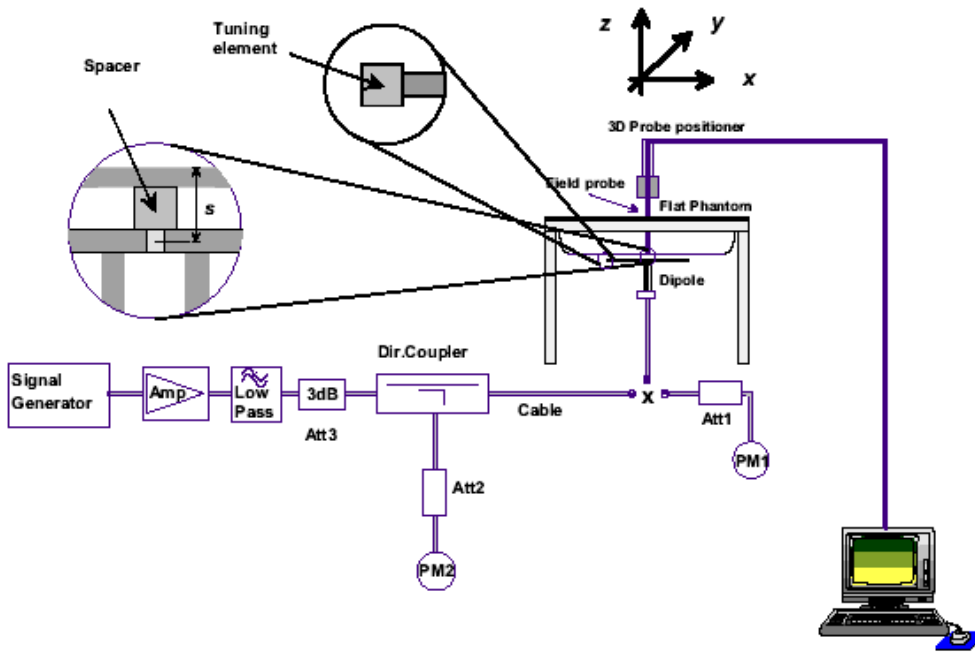 Tuning
element
Spacer
z
y
x
3D Probe positioner
Field probe
Flat Phantom
s
Dipole
Dir.Coupler
Signal
Generator
Amp
Low
Pass
3dB
Att3
Cable
x
Att1
PM1
Att2
PM2